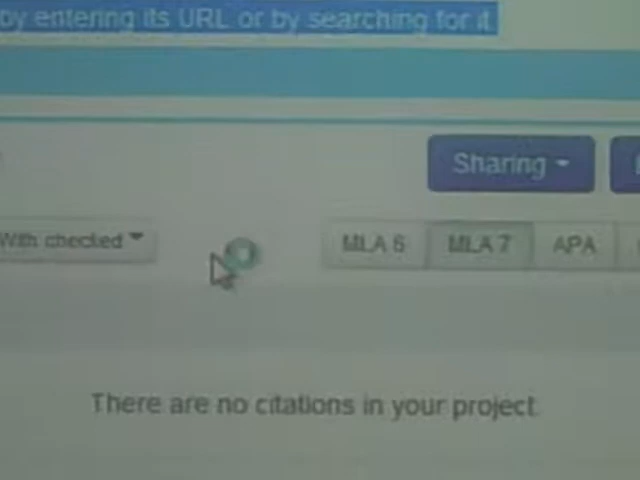 by entering its URL or by searching for it
Sharing
With checked
MLA 6 MLA 7 APA
There are no citations in your project.